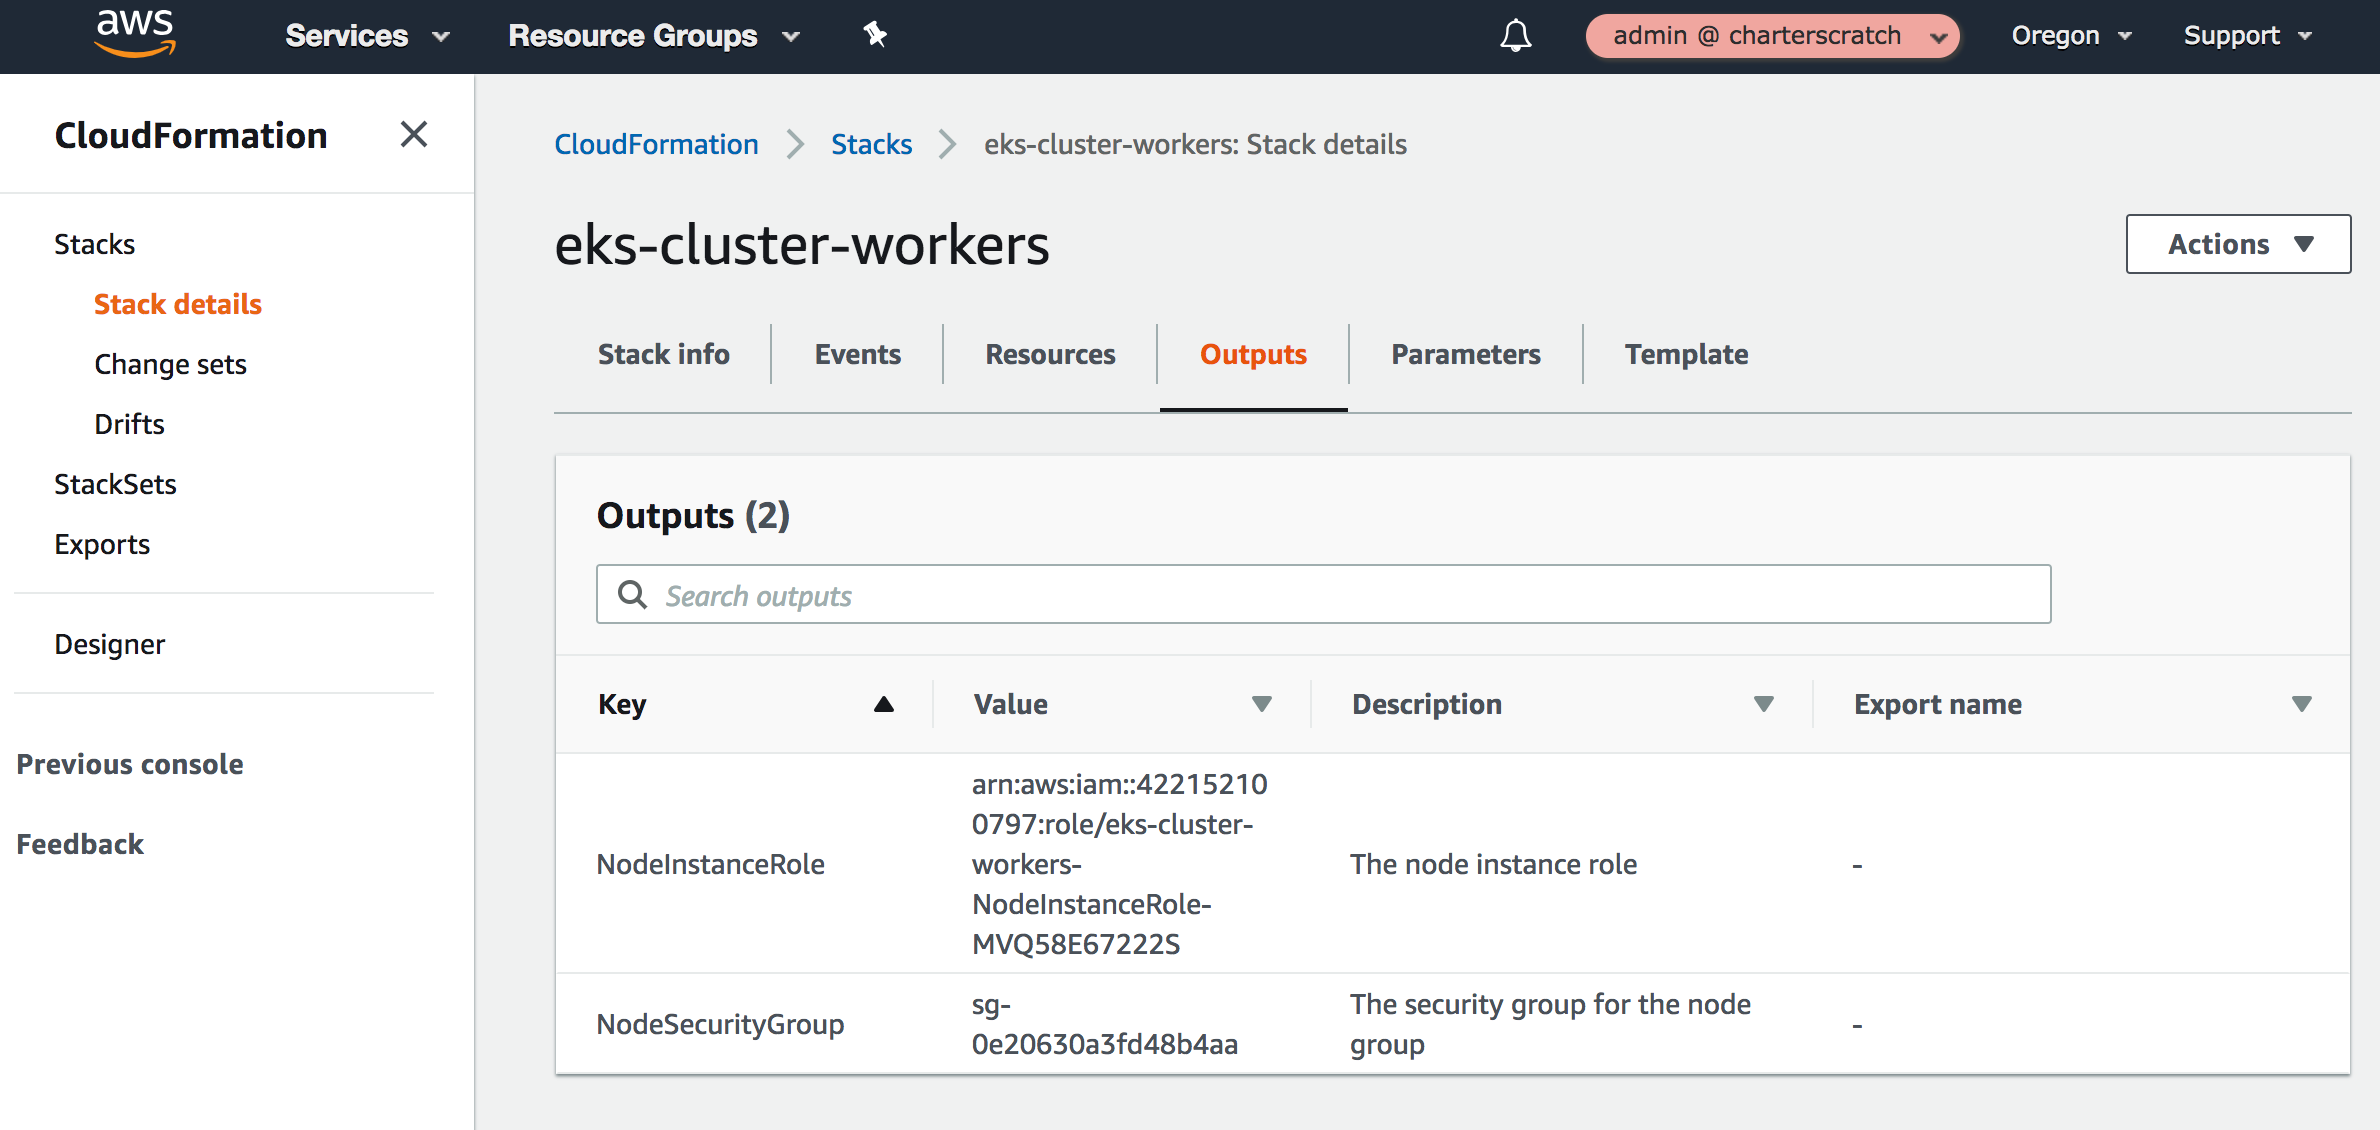 aws
Services
Resource Groups
admin @ charterscratch
Oregon
Support
CloudFormation
Stacks
Stack details
Change sets
Drifts
StackSets
Exports
Designer
Previous console
Feedback
CloudFormation
Stacks
eks-cluster-workers: Stack details
eks-cluster-workers
Actions
Stack info
Events
Resources
Outputs
Parameters
Template
Outputs (2)
Search outputs
Key
Value
Description
Export name
NodeInstanceRole
arn:aws:iam::42215210
0797:role/eks-cluster-
workers-
NodeInstanceRole-
MVQ58E67222S
The node instance role
-
NodeSecurityGroup
sg-
0e20630a3fd48b4aa
The security group for the node
group
-